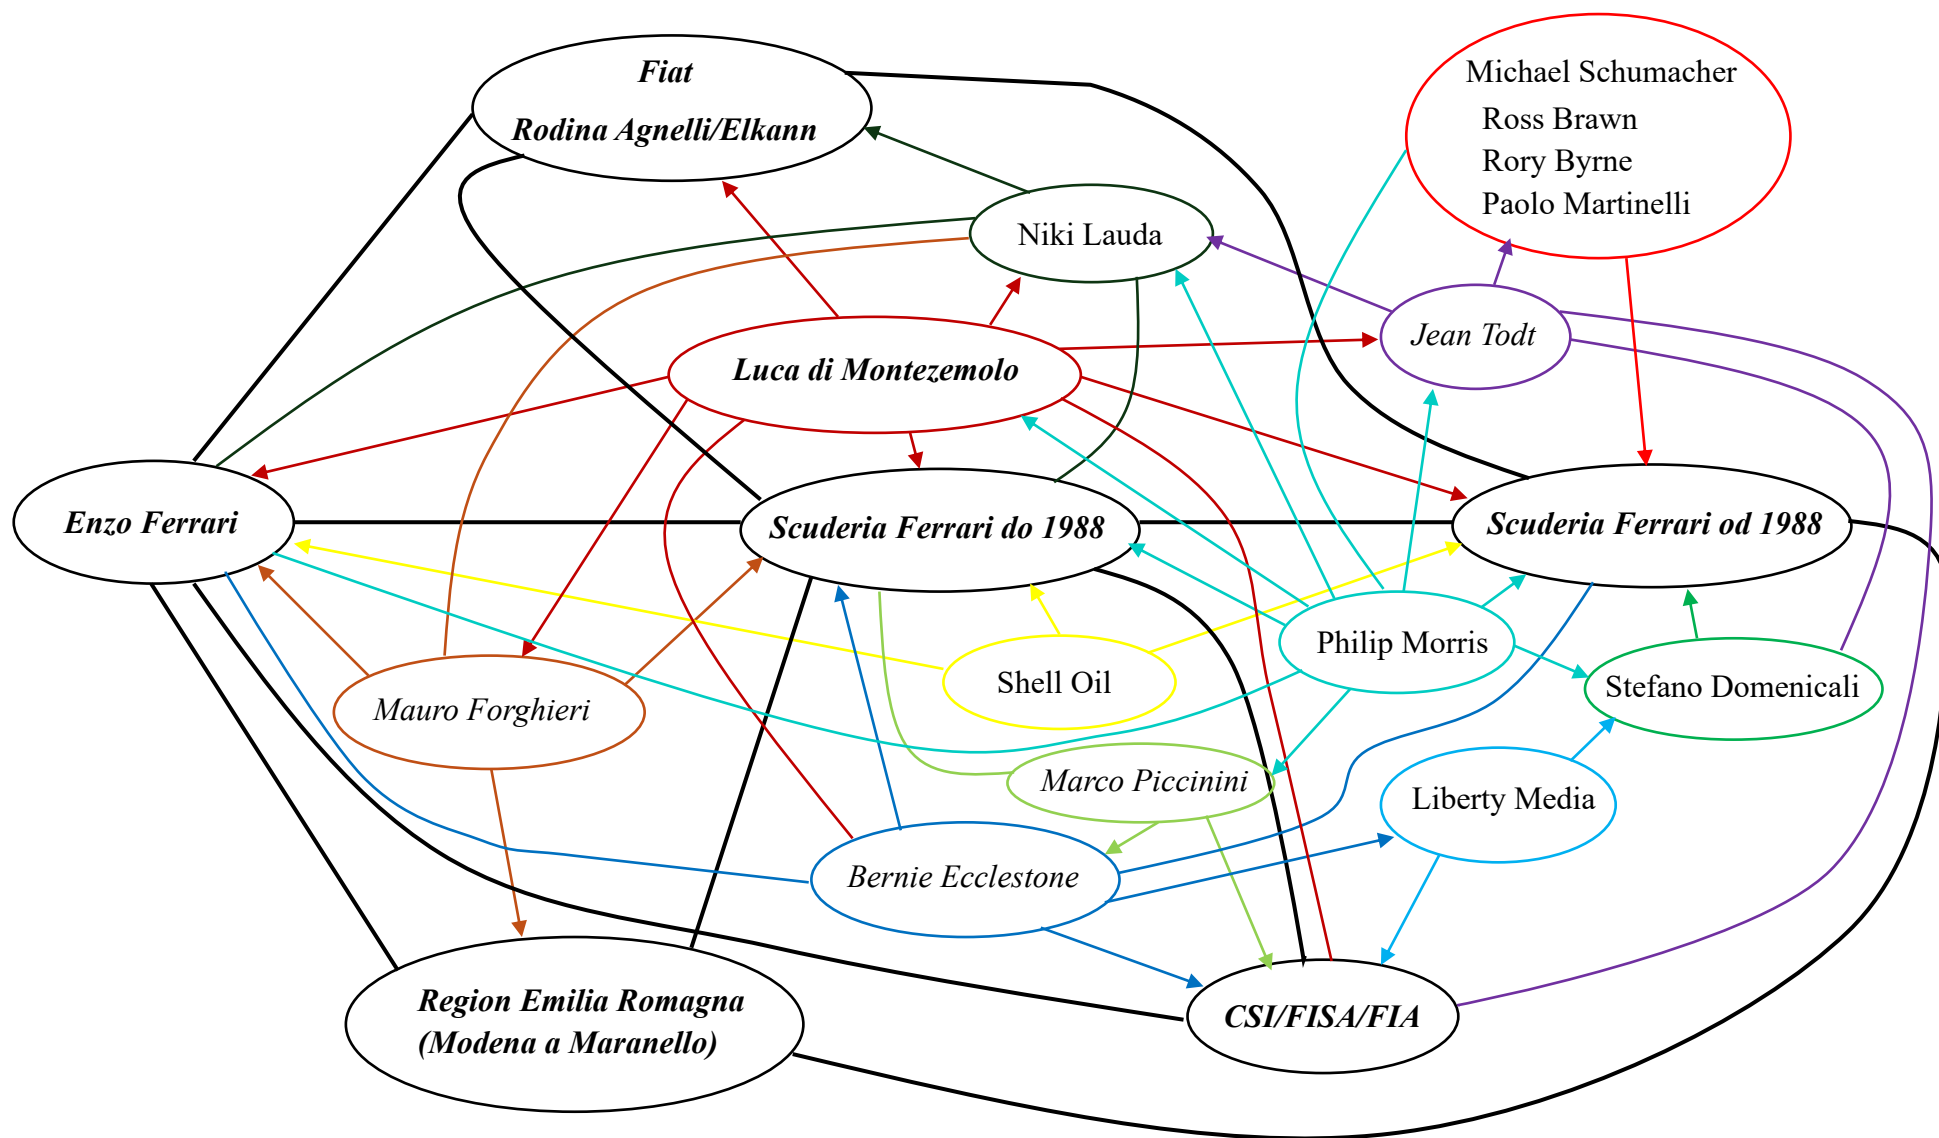 Fiat
Rodina Agnelli/Elkann
Michael Schumacher
Ross Brawn
Rory Byrne
Paolo Martinelli
Niki Lauda
Jean Todt
Luca di Montezemolo
Enzo Ferrari
Scuderia Ferrari do 1988
Scuderia Ferrari od 1988
Philip Morris
Shell Oil
Stefano Domenicali
Mauro Forghieri
Marco Piccinini
Liberty Media
Bernie Ecclestone
Region Emilia Romagna
(Modena a Maranello)
CSI/FISA/FIA